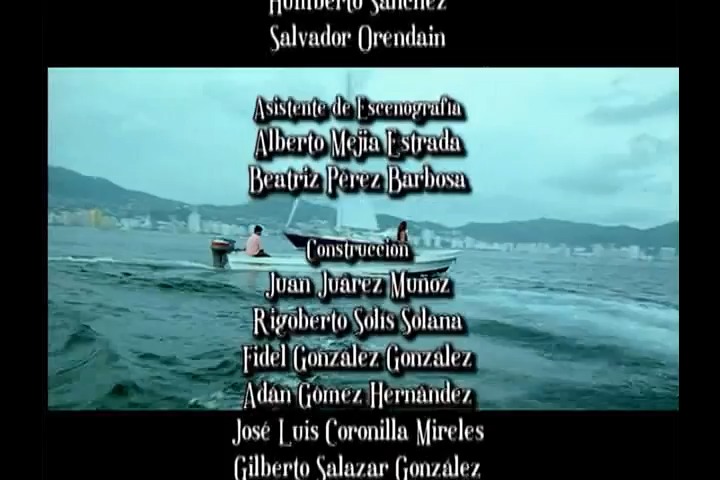 Humberto Sánchez
Salvador Orendain
Asistente de Escenografía
Alberto Mejia Estrada
Beatriz Pérez Barbosa
Construcción
Juan Juárez Muñoz
Rigoberto Solís Solana
Fidel González González
Adán Gómez Hernández
José Luis Coronilla Mireles
Gilberto Salazar González